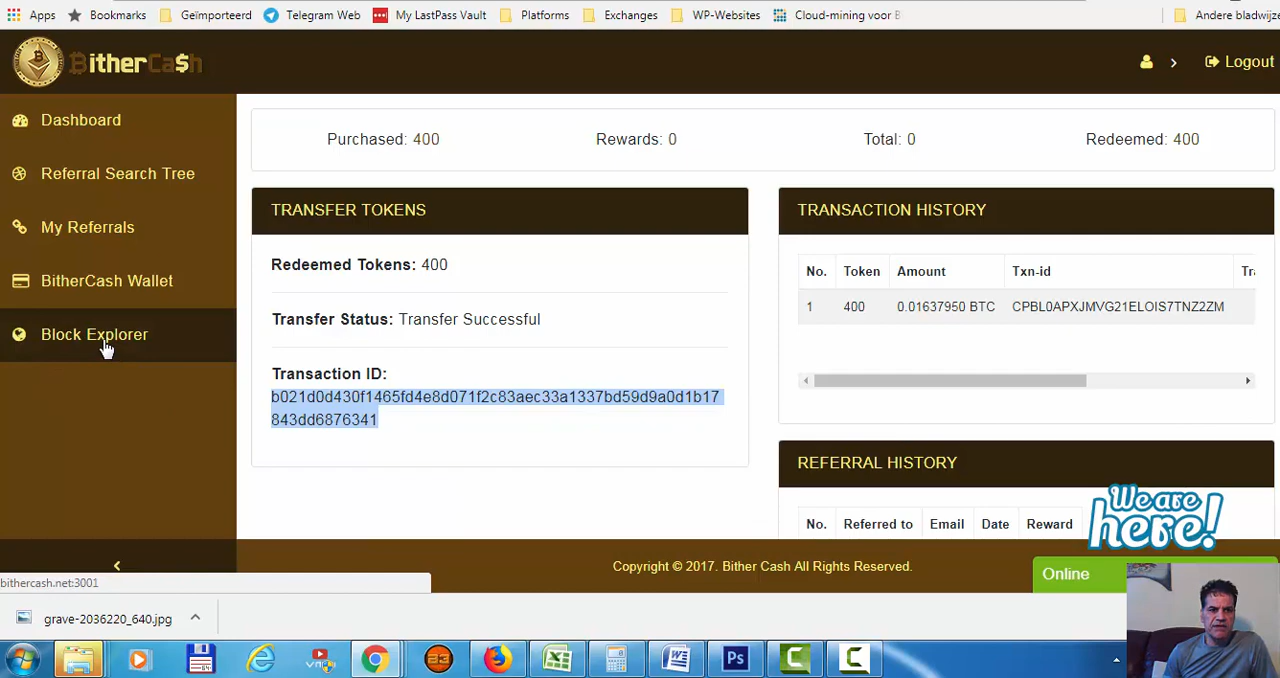 Apps Bookmarks Geïmporteerd Telegram Web My LastPass Vault Platforms Exchanges WP-Websites Cloud-mining voor Andere bladwijze
BitherCa$h
Logout
Dashboard
Referral Search Tree
My Referrals
BitherCash Wallet
Block Explorer
Purchased: 400 Rewards: 0 Total: 0 Redeemed: 400
TRANSFER TOKENS
Redeemed Tokens: 400
Transfer Status: Transfer Successful
Transaction ID:
b021d0d430f1465fd4e8d071f2c83aec33a1337bd59d9a0d1b17
843dd6876341
TRANSACTION HISTORY
No. Token Amount Txn-id Tra
1 400 0.01637950 BTC CPBL0APXJMVG21ELOIS7TNZ2ZM
REFERRAL HISTORY
No. Referred to Email Date Reward
We are
here!
Copyright © 2017. Bither Cash All Rights Reserved.
Online
bithercash.net:3001
grave-2036220_640.jpg
Ps